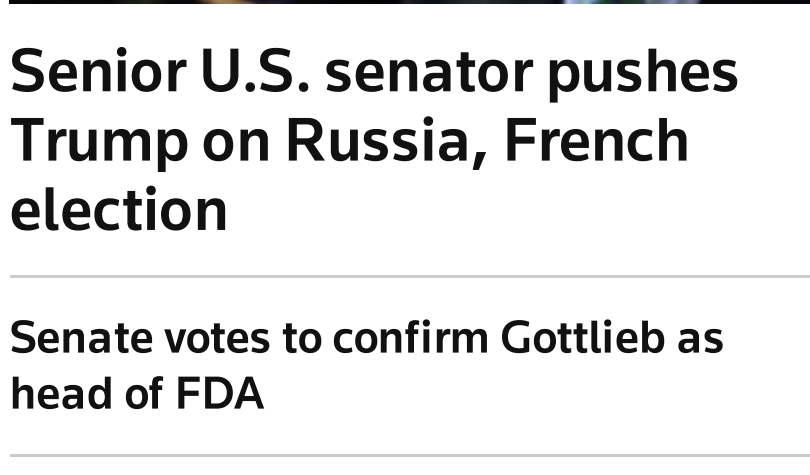 Senior U.S. senator pushes
Trump on Russia, French
election
Senate votes to confirm Gottlieb as
head of FDA